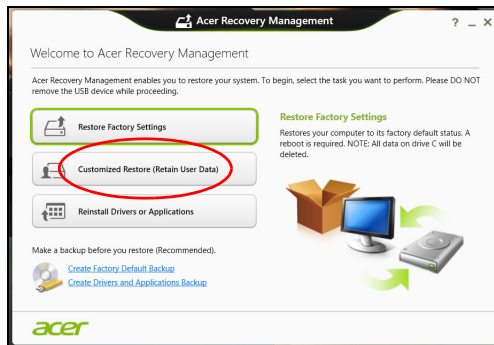 Acer Recovery Management
? _ X
Welcome to Acer Recovery Management
Acer Recovery Management enables you to restore your system. To begin, select the task you want to perform. Please DO NOT
remove the USB device while proceeding.
Restore Factory Settings
Customized Restore (Retain User Data)
Reinstall Drivers or Applications
Restore Factory Settings
Restores your computer to its factory default status. A
reboot is required. NOTE: All data on drive C will be
deleted.
Make a backup before you restore (Recommended).
Create Factory Default Backup
Create Drivers and Applications Backup
acer